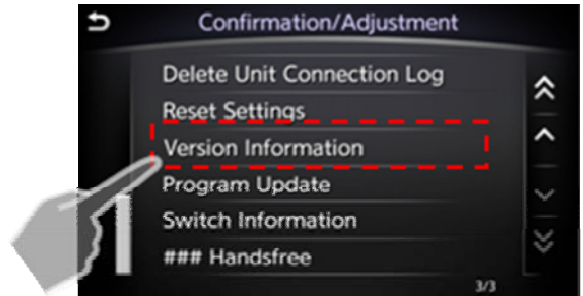 Confirmation/Adjustment
Delete Unit Connection Log
Reset Settings
Version Information
Program Update
Switch Information
### Handsfree
3/3